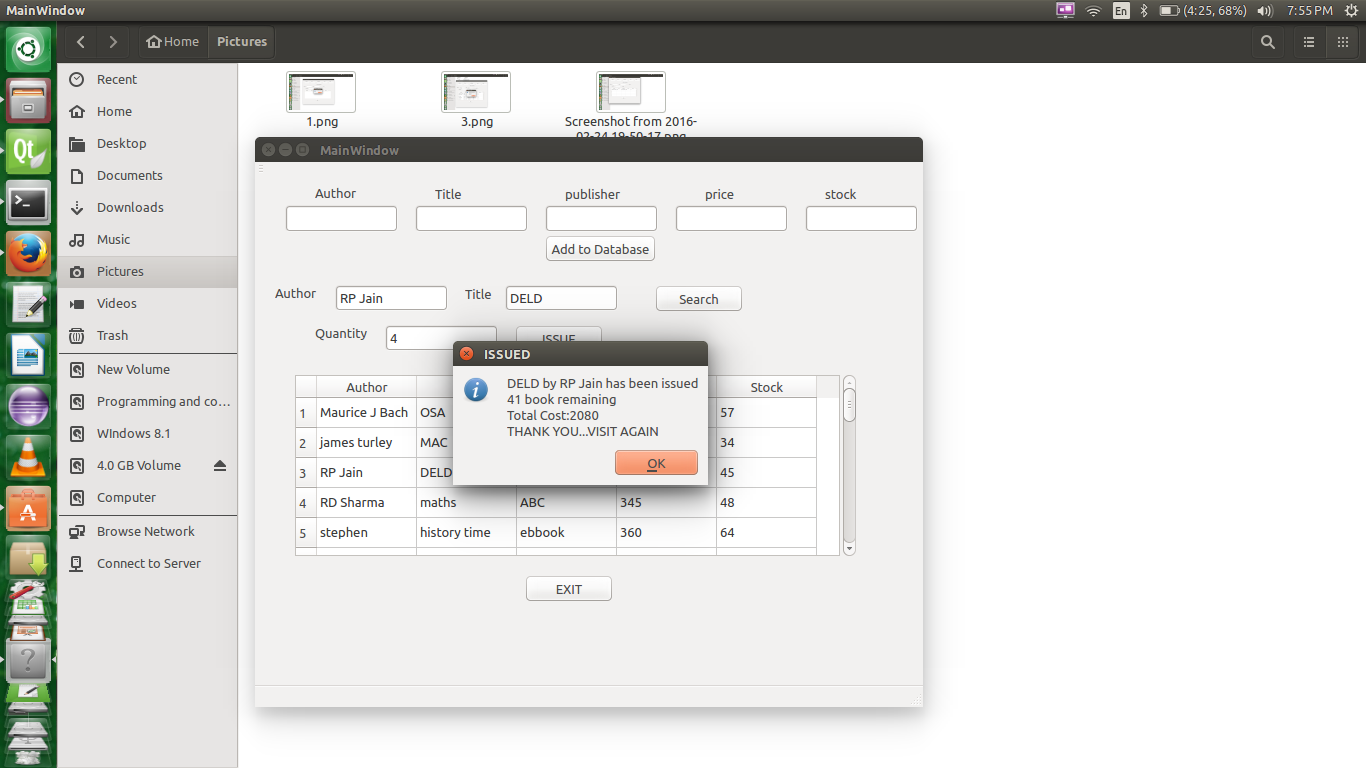 MainWindow
En
(4:25, 68%)
7:55 PM
Home
Pictures
Recent
Home
Desktop
Documents
Downloads
Music
Pictures
Videos
Trash
New Volume
Programming and co...
WIndows 8.1
4.0 GB Volume
Computer
Browse Network
Connect to Server
Qt
1.png
3.png
Screenshot from 2016-
02-24 19-50-17.png
MainWindow
Author Title publisher price stock
Add to Database
Author RP Jain Title DELD Search
Quantity 4 ISSUE
ISSUED
DELD by RP Jain has been issued
41 book remaining
Total Cost:2080
THANK YOU...VISIT AGAIN
OK
Author Stock
1 Maurice J Bach OSA 57
2 james turley MAC 34
3 RP Jain DELD 45
4 RD Sharma maths ABC 345 48
5 stephen history time ebbook 360 64
EXIT